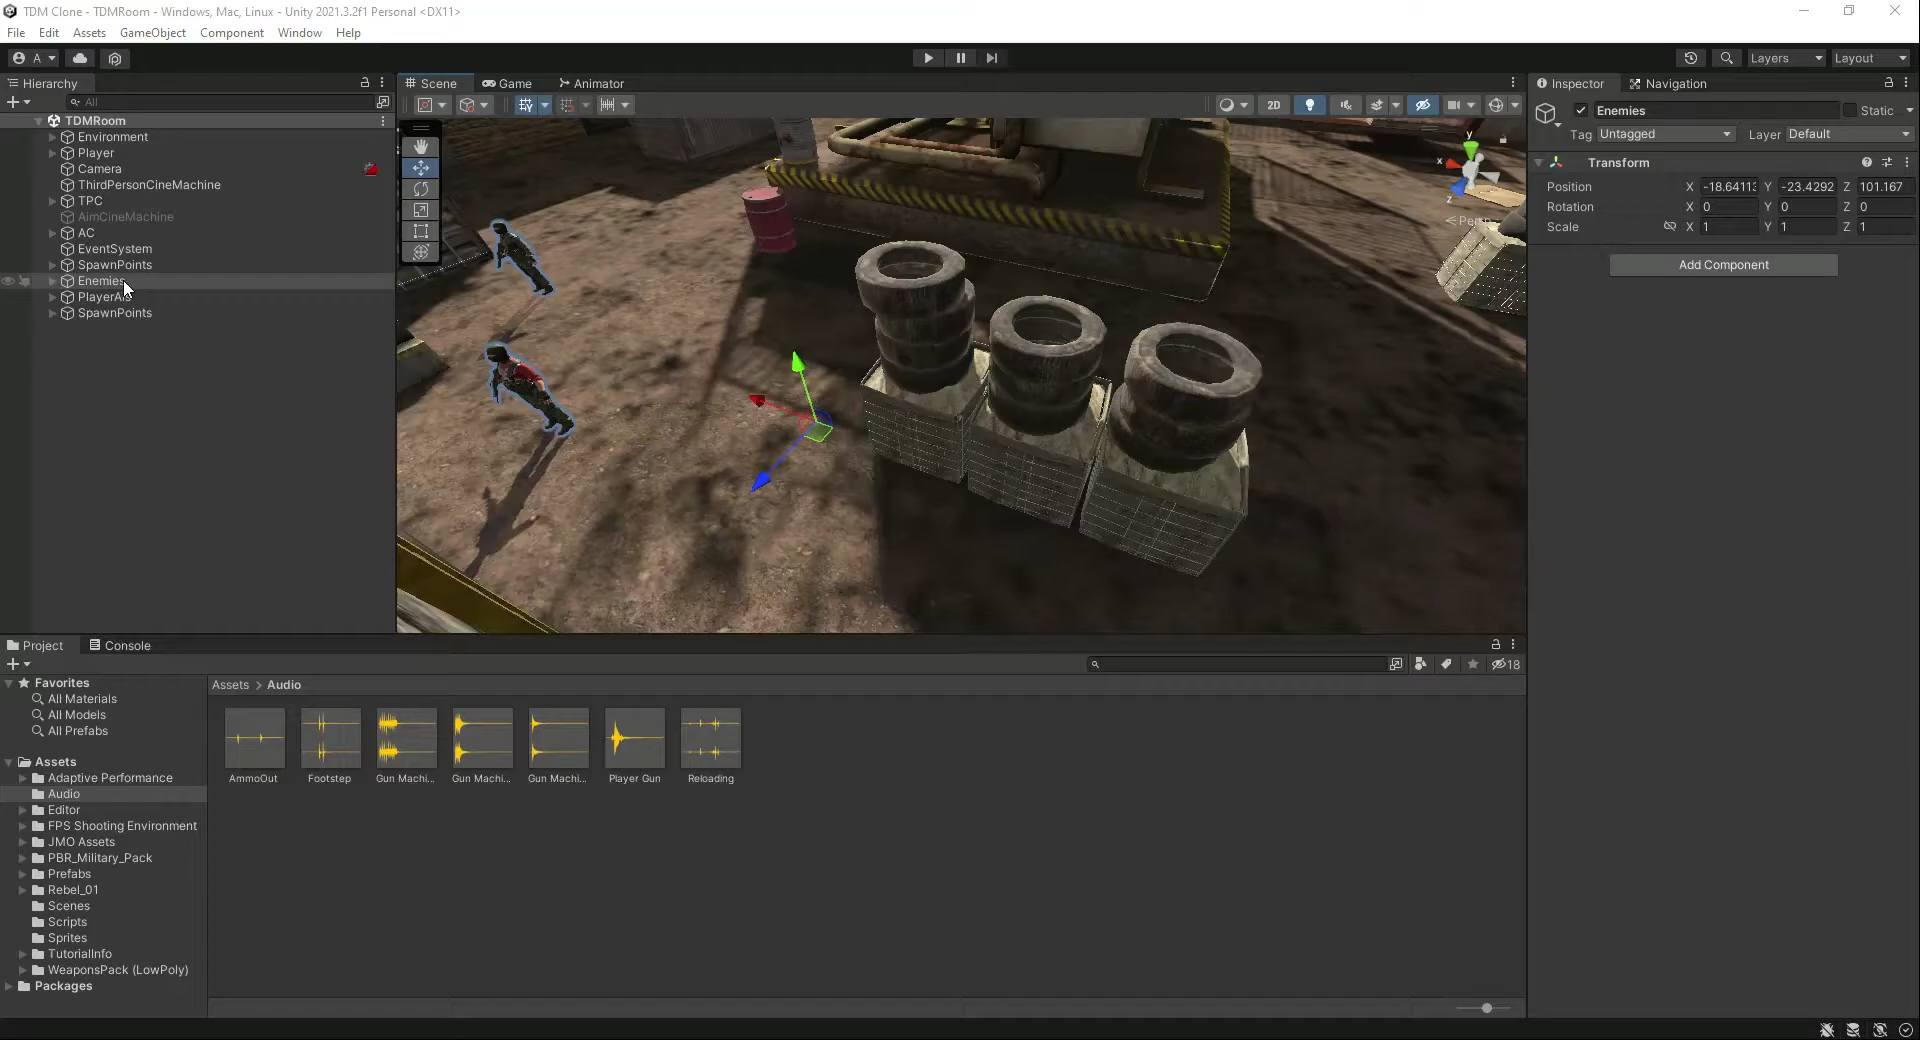 TDM Clone - TDMRoom - Windows, Mac, Linux - Unity 2021.3.2f1 Personal <DX11>
File Edit Assets GameObject Component Window Help
A
Layers Layout
Hierarchy
All
TDMRoom
Environment
Player
Camera
ThirdPersonCineMachine
TPC
AimCineMachine
AC
EventSystem
SpawnPoints
Enemies
PlayerAIs
SpawnPoints
Scene Game Animator
2D
y
x
z
Persp
Inspector Navigation
Enemies Static
Tag Untagged Layer Default
Transform
Position X -18.64113 Y -23.4292 Z 101.167
Rotation X 0 Y 0 Z 0
Scale X 1 Y 1 Z 1
Add Component
Project Console
18
Favorites
All Materials
All Models
All Prefabs
Assets
Adaptive Performance
Audio
Editor
FPS Shooting Environment
JMO Assets
PBR_Military_Pack
Prefabs
Rebel_01
Scenes
Scripts
Sprites
TutorialInfo
WeaponsPack (LowPoly)
Packages
Assets > Audio
AmmoOut Footstep Gun Machi... Gun Machi... Gun Machi... Player Gun Reloading